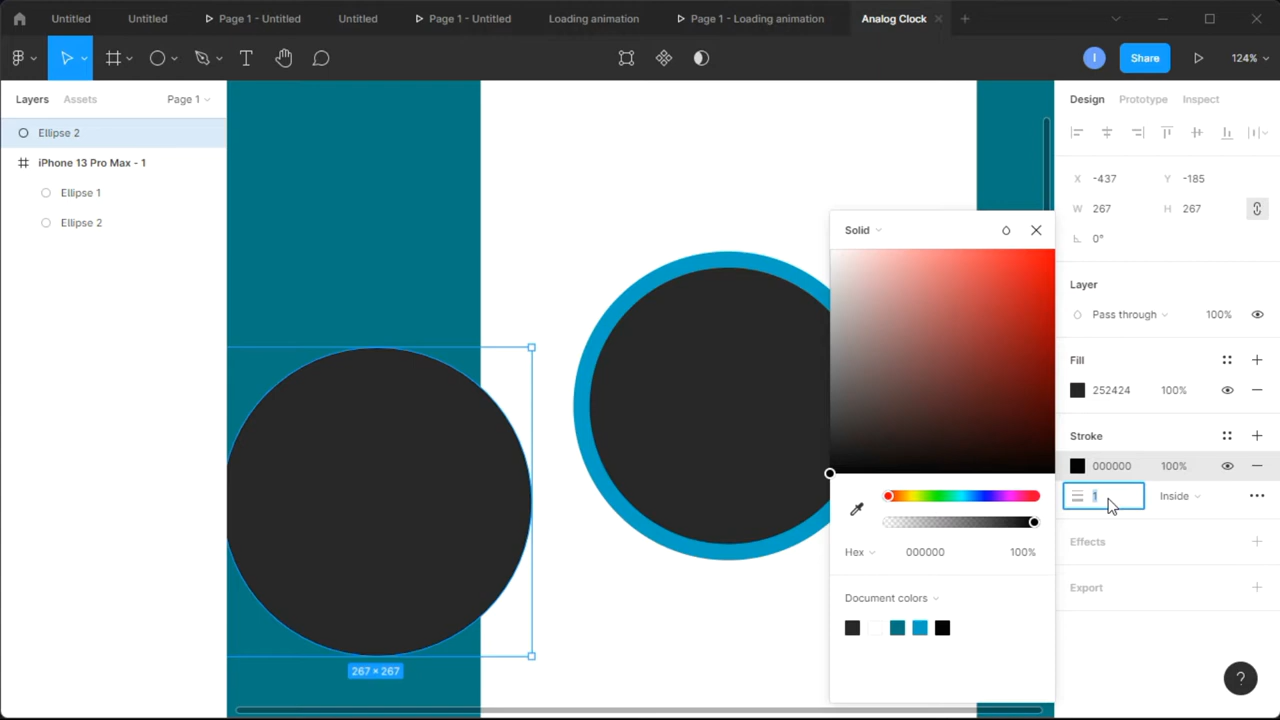 Untitled
Untitled
Page 1 - Untitled
Untitled
Page 1 - Untitled
Loading animation
Page 1 - Loading animation
Analog Clock
T
I
Share
124%
Layers
Assets
Page 1
Design
Prototype
Inspect
Ellipse 2
iPhone 13 Pro Max - 1
Ellipse 1
Ellipse 2
X -437
Y -185
W 267
H 267
0°
Layer
Pass through
100%
Fill
252424
100%
Stroke
000000
100%
1
Inside
Effects
Export
Solid
Hex
000000
100%
Document colors
267 × 267
?